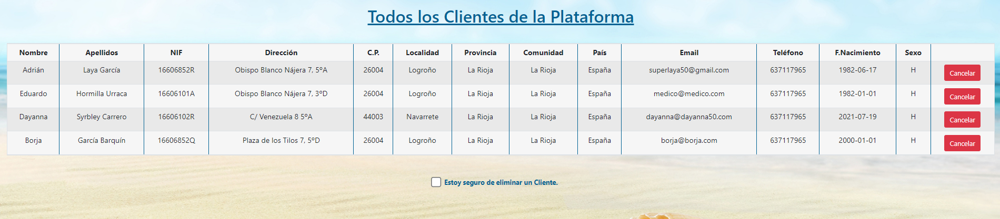 Todos los Clientes de la Plataforma
Nombre Apellidos NIF Dirección C.P. Localidad Provincia Comunidad País Email Teléfono F.Nacimiento Sexo
Adrián Laya García 16606852R Obispo Blanco Nájera 7, 5ºA 26004 Logroño La Rioja La Rioja España superlaya50@gmail.com 637117965 1982-06-17 H Cancelar
Eduardo Hormilla Urraca 16606101A Obispo Blanco Nájera 7, 3ºD 26004 Logroño La Rioja La Rioja España medico@medico.com 637117965 1982-01-01 H Cancelar
Dayanna Syrbley Carrero 16606102R C/ Venezuela 8 5ºA 44003 Navarrete La Rioja La Rioja España dayanna@dayanna50.com 637117965 2021-07-19 H Cancelar
Borja García Barquín 16606852Q Plaza de los Tilos 7, 5ºD 26004 Logroño La Rioja La Rioja España borja@borja.com 637117965 2000-01-01 H Cancelar
Estoy seguro de eliminar un Cliente.